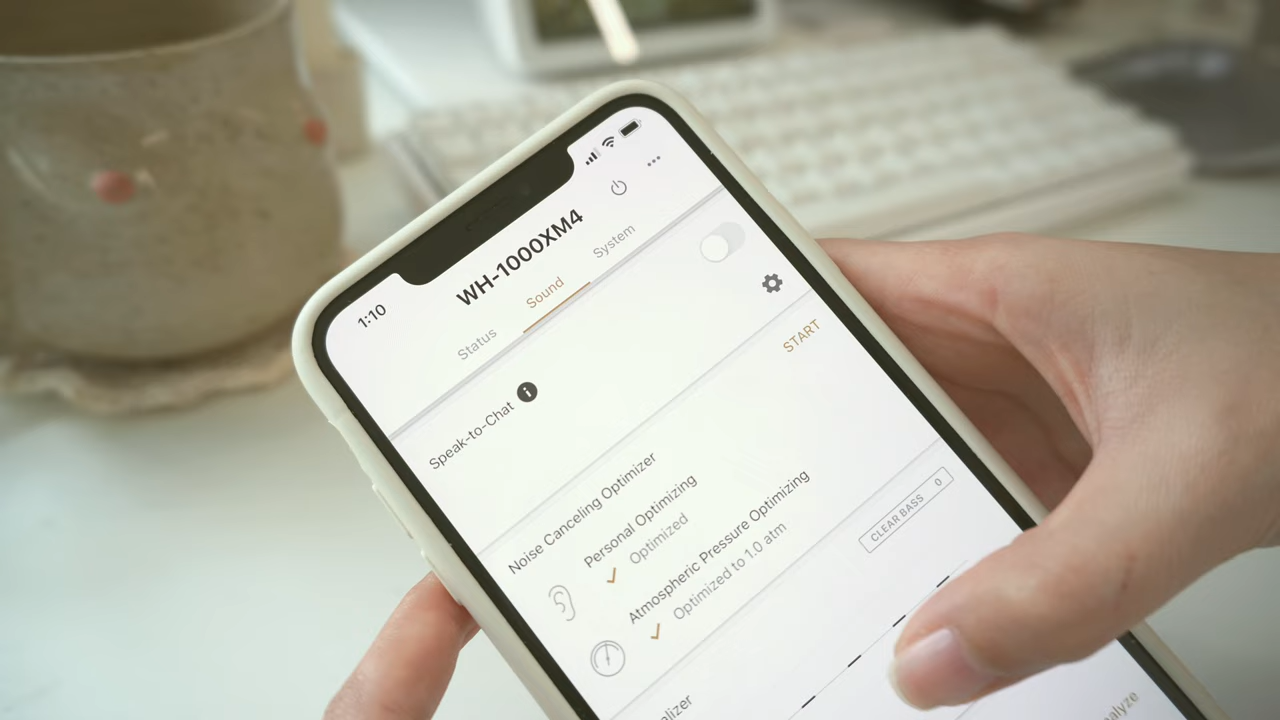 1:10
WH-1000XM4
Status
Sound
System
Speak-to-Chat
Noise Canceling Optimizer
START
Personal Optimizing
Optimized
Atmospheric Pressure Optimizing
Optimized to 1.0 atm
CLEAR BASS 0